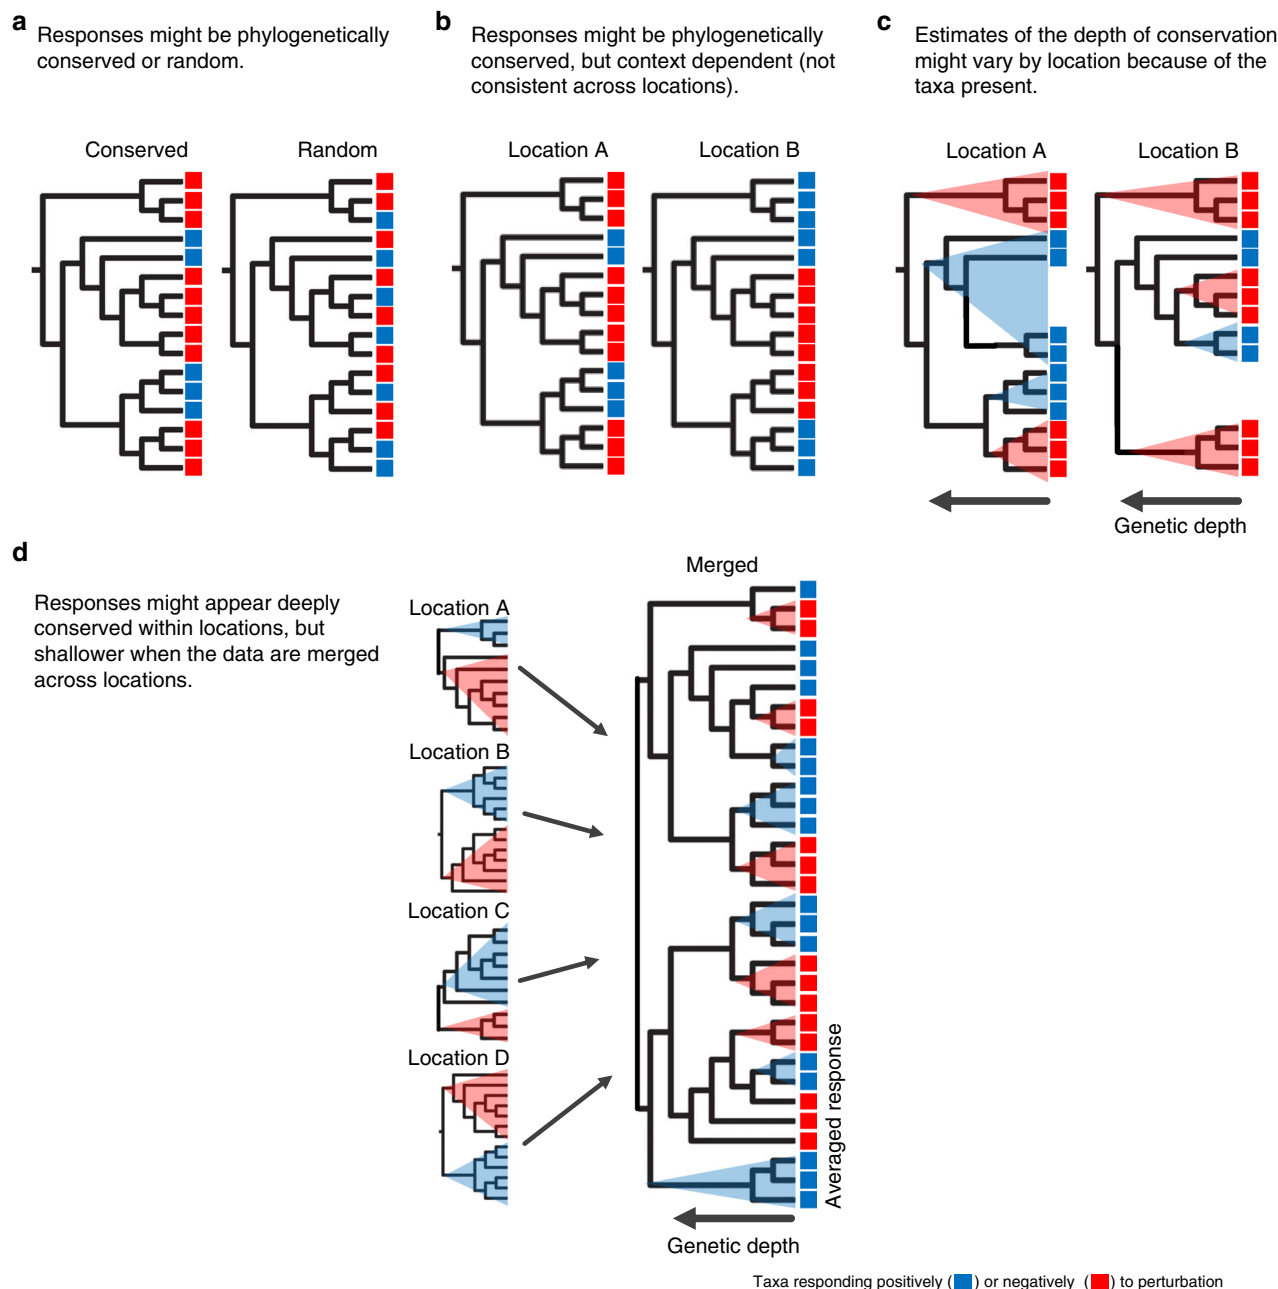 a
Responses might be phylogenetically
conserved or random.
Conserved
Random
b
Responses might be phylogenetically
conserved, but context dependent (not
consistent across locations).
Location A
Location B
c
Estimates of the depth of conservation
might vary by location because of the
taxa present.
Location A
Location B
Genetic depth
d
Responses might appear deeply
conserved within locations, but
shallower when the data are merged
across locations.
Location A
Location B
Location C
Location D
Merged
Averaged response
Genetic depth
Taxa responding positively ( ) or negatively ( ) to perturbation